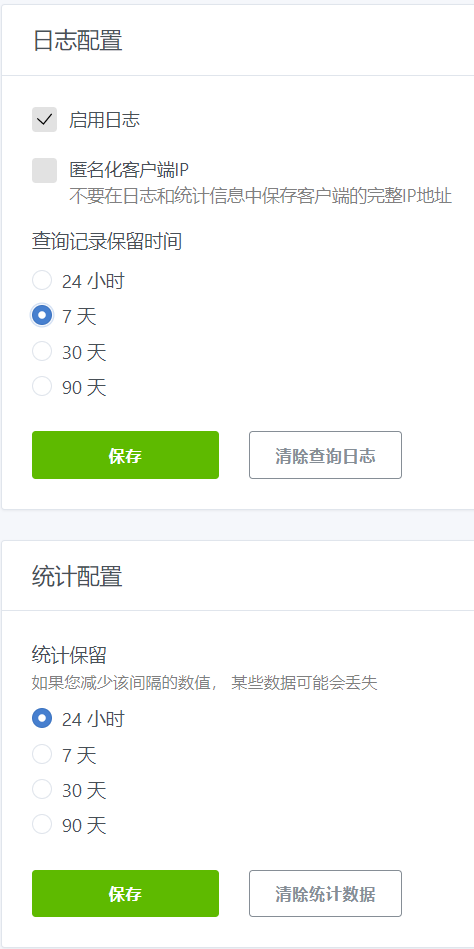 日志配置
启用日志
匿名化客户端IP
不要在日志和统计信息中保存客户端的完整IP地址
查询记录保留时间
24 小时
7 天
30 天
90 天
保存
清除查询日志
统计配置
统计保留
如果您减少该间隔的数值， 某些数据可能会丢失
24 小时
7 天
30 天
90 天
保存
清除统计数据